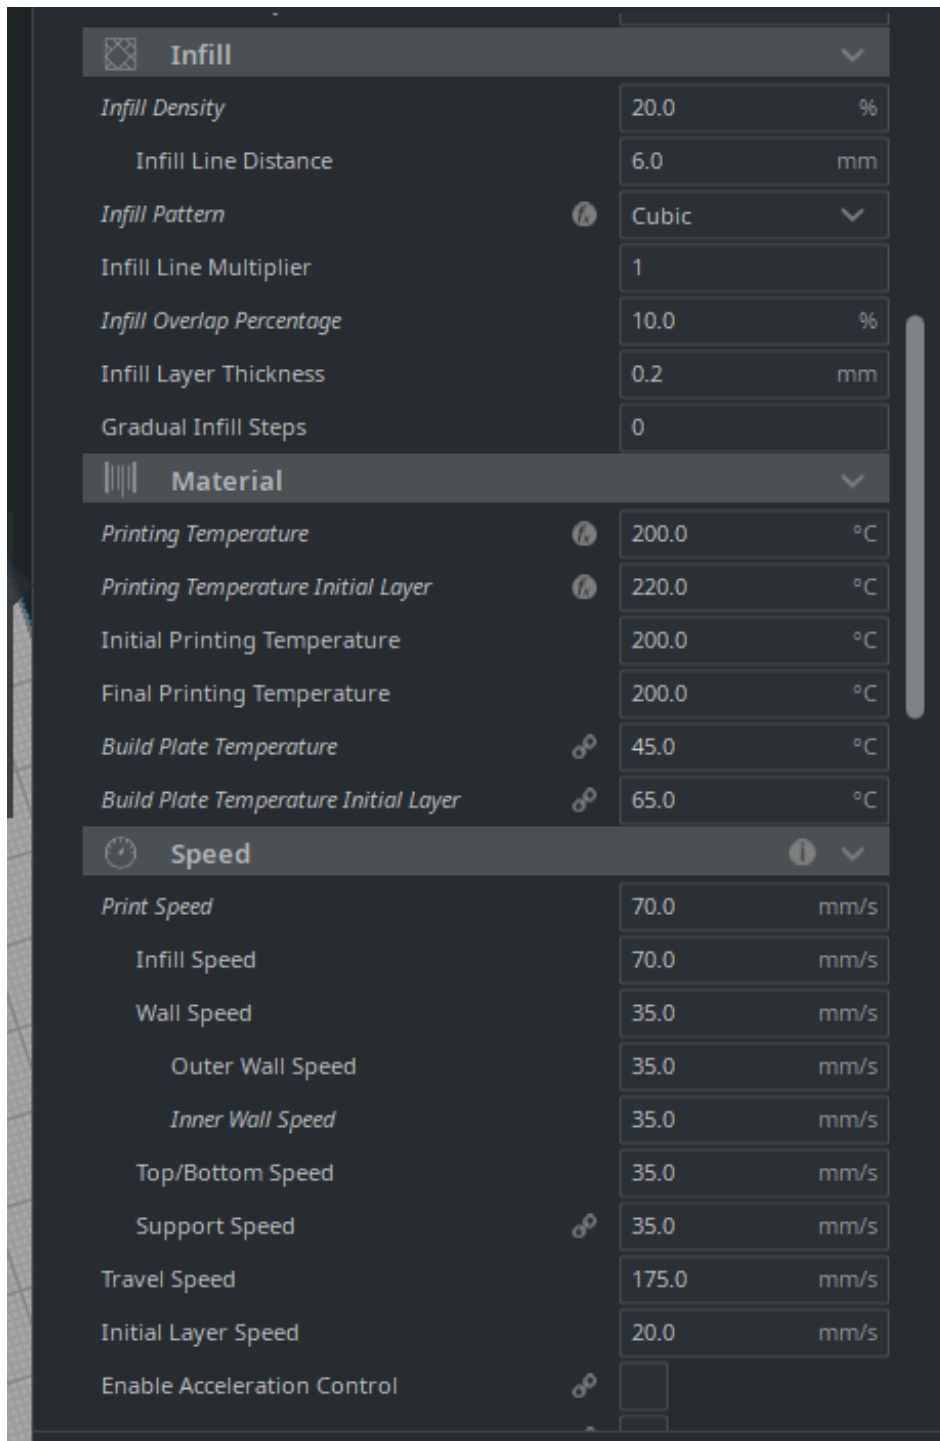 Infill
Infill Density 20.0 %
Infill Line Distance 6.0 mm
Infill Pattern Cubic
Infill Line Multiplier 1
Infill Overlap Percentage 10.0 %
Infill Layer Thickness 0.2 mm
Gradual Infill Steps 0
Material
Printing Temperature 200.0 °C
Printing Temperature Initial Layer 220.0 °C
Initial Printing Temperature 200.0 °C
Final Printing Temperature 200.0 °C
Build Plate Temperature 45.0 °C
Build Plate Temperature Initial Layer 65.0 °C
Speed
Print Speed 70.0 mm/s
Infill Speed 70.0 mm/s
Wall Speed 35.0 mm/s
Outer Wall Speed 35.0 mm/s
Inner Wall Speed 35.0 mm/s
Top/Bottom Speed 35.0 mm/s
Support Speed 35.0 mm/s
Travel Speed 175.0 mm/s
Initial Layer Speed 20.0 mm/s
Enable Acceleration Control